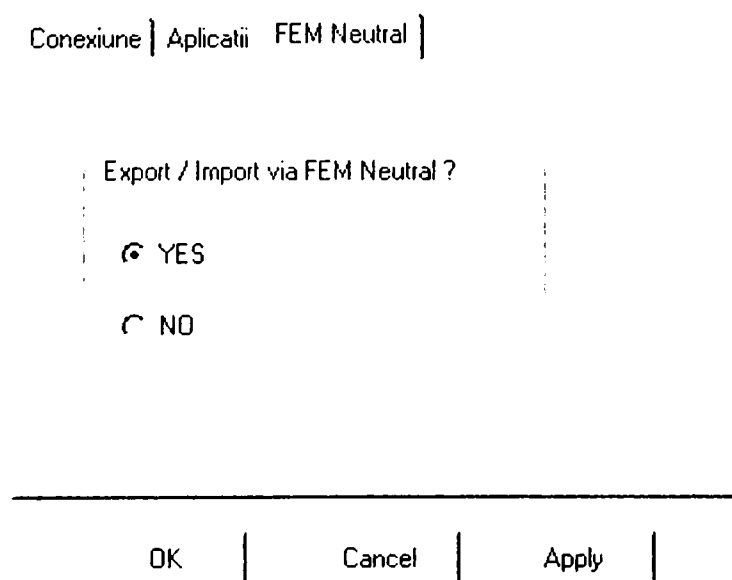 Conexiune Aplicatii FEM Neutral
Export / Import via FEM Neutral ?
YES
NO
OK Cancel Apply